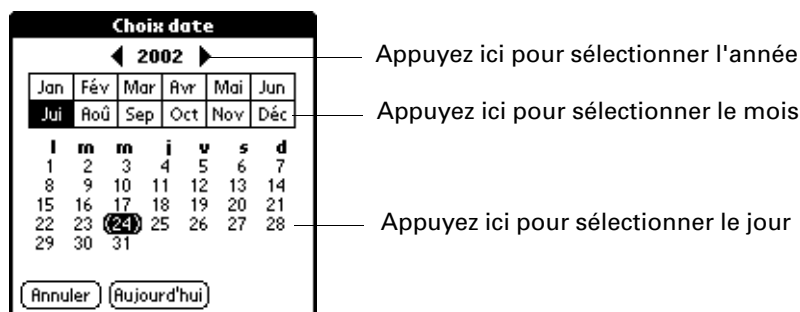 Choix date
2002
Appuyez ici pour sélectionner l'année
Jan Fév Mar Avr Mai Jun
Jui Aoû Sep Oct Nov Déc
Appuyez ici pour sélectionner le mois
l m m j v s d
1 2 3 4 5 6 7
8 9 10 11 12 13 14
15 16 17 18 19 20 21
22 23 (24) 25 26 27 28
Appuyez ici pour sélectionner le jour
29 30 31
Annuler Aujourd'hui